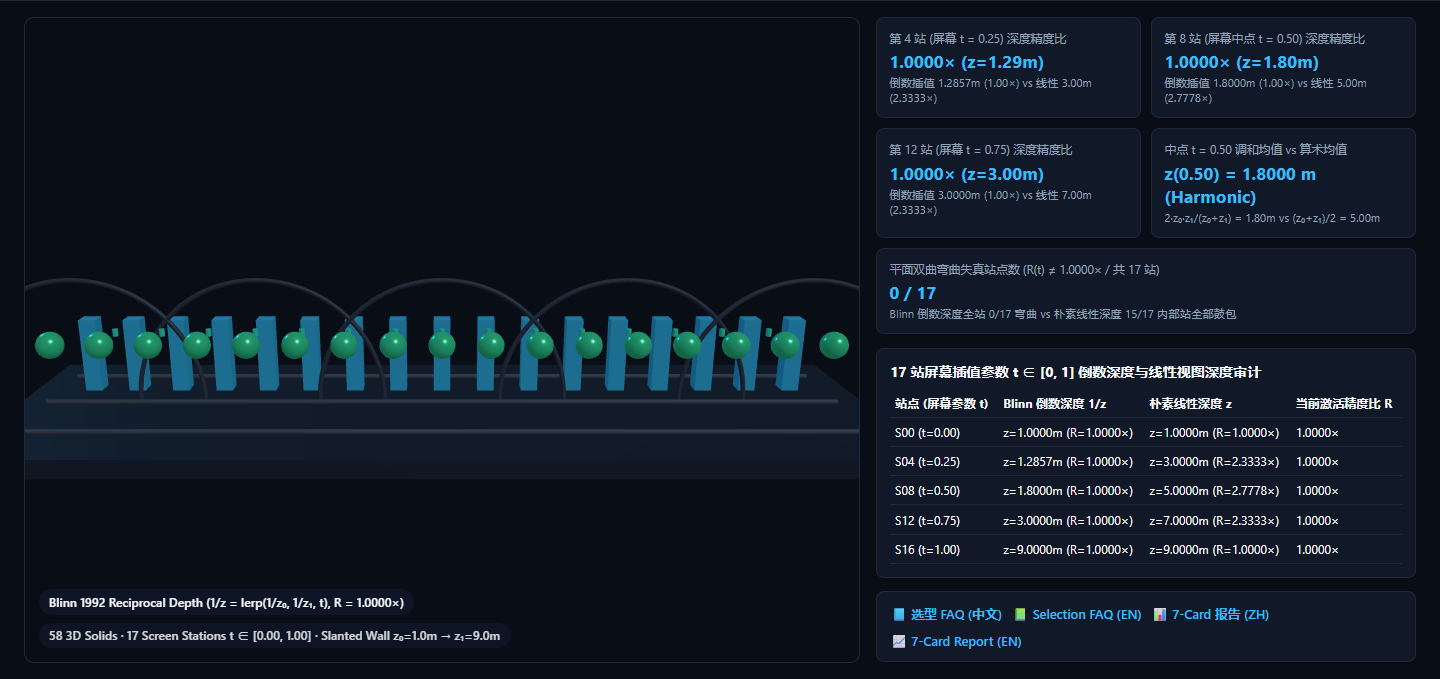 第 4 站 (屏幕 t = 0.25) 深度精度比
1.0000× (z=1.29m)
倒数插值 1.2857m (1.00×) vs 线性 3.00m
(2.3333×)
第 8 站 (屏幕中点 t = 0.50) 深度精度比
1.0000× (z=1.80m)
倒数插值 1.8000m (1.00×) vs 线性 5.00m
(2.7778×)
第 12 站 (屏幕 t = 0.75) 深度精度比
1.0000× (z=3.00m)
倒数插值 3.0000m (1.00×) vs 线性 7.00m
(2.3333×)
中点 t = 0.50 调和均值 vs 算术均值
z(0.50) = 1.8000 m
(Harmonic)
2·z₀·z₁/(z₀+z₁) = 1.80m vs (z₀+z₁)/2 = 5.00m
平面双曲弯曲失真站点数 (R(t) ≠ 1.0000× / 共 17 站)
0 / 17
Blinn 倒数深度全站 0/17 弯曲 vs 朴素线性深度 15/17 内部站全部鼓包
17 站屏幕插值参数 t ∈ [0, 1] 倒数深度与线性视图深度审计
站点 (屏幕参数 t) Blinn 倒数深度 1/z 朴素线性深度 z 当前激活精度比 R
S00 (t=0.00) z=1.0000m (R=1.0000×) z=1.0000m (R=1.0000×) 1.0000×
S04 (t=0.25) z=1.2857m (R=1.0000×) z=3.0000m (R=2.3333×) 1.0000×
S08 (t=0.50) z=1.8000m (R=1.0000×) z=5.0000m (R=2.7778×) 1.0000×
S12 (t=0.75) z=3.0000m (R=1.0000×) z=7.0000m (R=2.3333×) 1.0000×
S16 (t=1.00) z=9.0000m (R=1.0000×) z=9.0000m (R=1.0000×) 1.0000×
Blinn 1992 Reciprocal Depth (1/z = lerp(1/z₀, 1/z₁, t), R = 1.0000×)
58 3D Solids · 17 Screen Stations t ∈ [0.00, 1.00] · Slanted Wall z₀=1.0m → z₁=9.0m
选型 FAQ (中文) Selection FAQ (EN) 7-Card 报告 (ZH)
7-Card Report (EN)